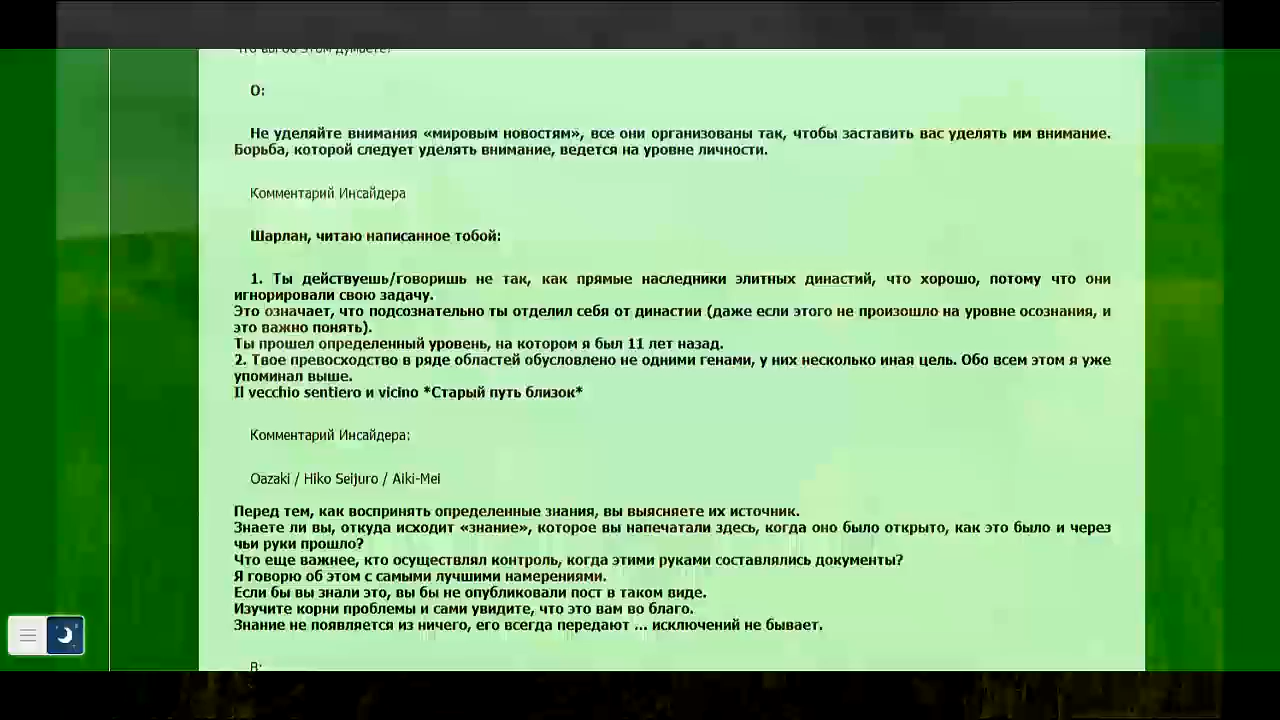 что вы об этом думаете?
О:
Не уделяйте внимания «мировым новостям», все они организованы так, чтобы заставить вас уделять им внимание.
Борьба, которой следует уделять внимание, ведется на уровне личности.
Комментарий Инсайдера
Шарлан, читаю написанное тобой:
1. Ты действуешь/говоришь не так, как прямые наследники элитных династий, что хорошо, потому что они
игнорировали свою задачу.
Это означает, что подсознательно ты отделил себя от династии (даже если этого не произошло на уровне осознания, и
это важно понять).
Ты прошел определенный уровень, на котором я был 11 лет назад.
2. Твое превосходство в ряде областей обусловлено не одними генами, у них несколько иная цель. Обо всем этом я уже
упоминал выше.
Il vecchio sentiero и vicino *Старый путь близок*
Комментарий Инсайдера:
Oazaki / Hiko Seijuro / Aiki-Mei
Перед тем, как воспринять определенные знания, вы выясняете их источник.
Знаете ли вы, откуда исходит «знание», которое вы напечатали здесь, когда оно было открыто, как это было и через
чьи руки прошло?
Что еще важнее, кто осуществлял контроль, когда этими руками составлялись документы?
Я говорю об этом с самыми лучшими намерениями.
Если бы вы знали это, вы бы не опубликовали пост в таком виде.
Изучите корни проблемы и сами увидите, что это вам во благо.
Знание не появляется из ничего, его всегда передают ... исключений не бывает.
В: